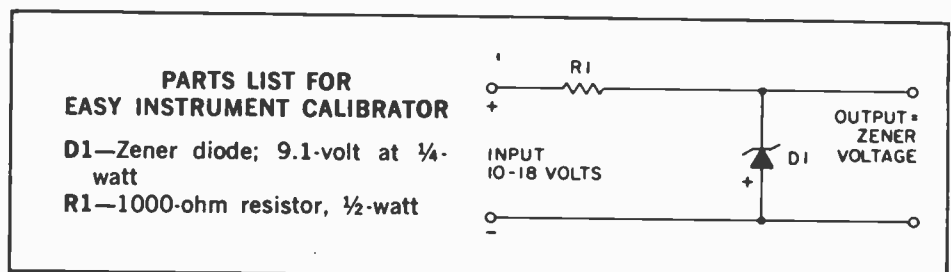 PARTS LIST FOR
EASY INSTRUMENT CALIBRATOR
D1—Zener diode; 9.1-volt at ¼-
watt
R1—1000-ohm resistor, ½-watt
R1
+
INPUT
10-18 VOLTS
-
D1
+
OUTPUT =
ZENER
VOLTAGE